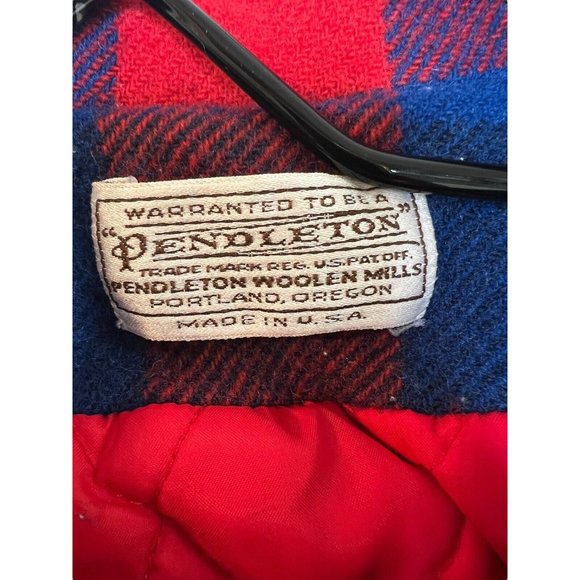 WARRANTED TO BE A
"PENDLETON"
TRADE MARK REG. U.S. PAT. OFF.
PENDLETON WOOLEN MILLS
PORTLAND, OREGON
MADE IN U.S.A.